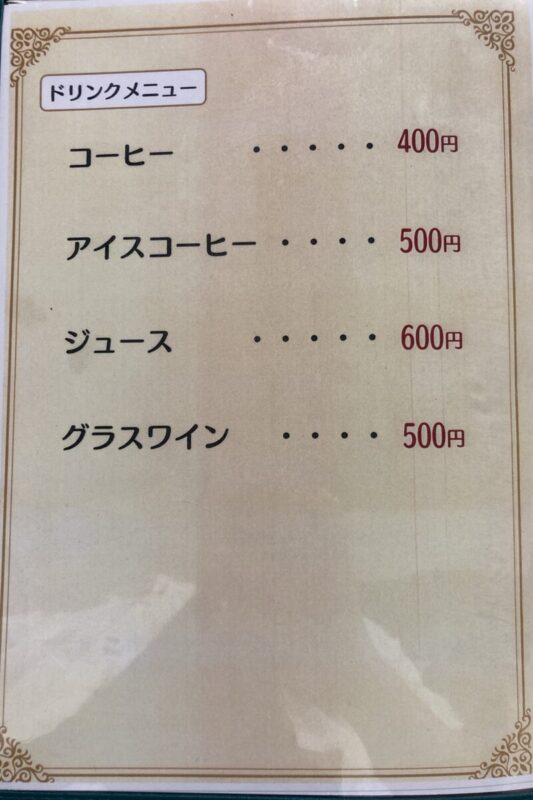 ドリンクメニュー
コーヒー ・・・・・ 400円
アイスコーヒー ・・・・ 500円
ジュース ・・・・・ 600円
グラスワイン ・・・・ 500円